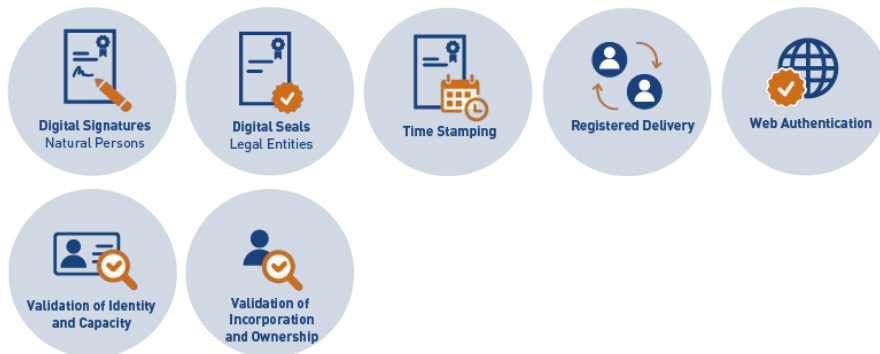 Digital Signatures
Natural Persons
Digital Seals
Legal Entities
Time Stamping
Registered Delivery
Web Authentication
Validation of Identity
and Capacity
Validation of
Incorporation
and Ownership